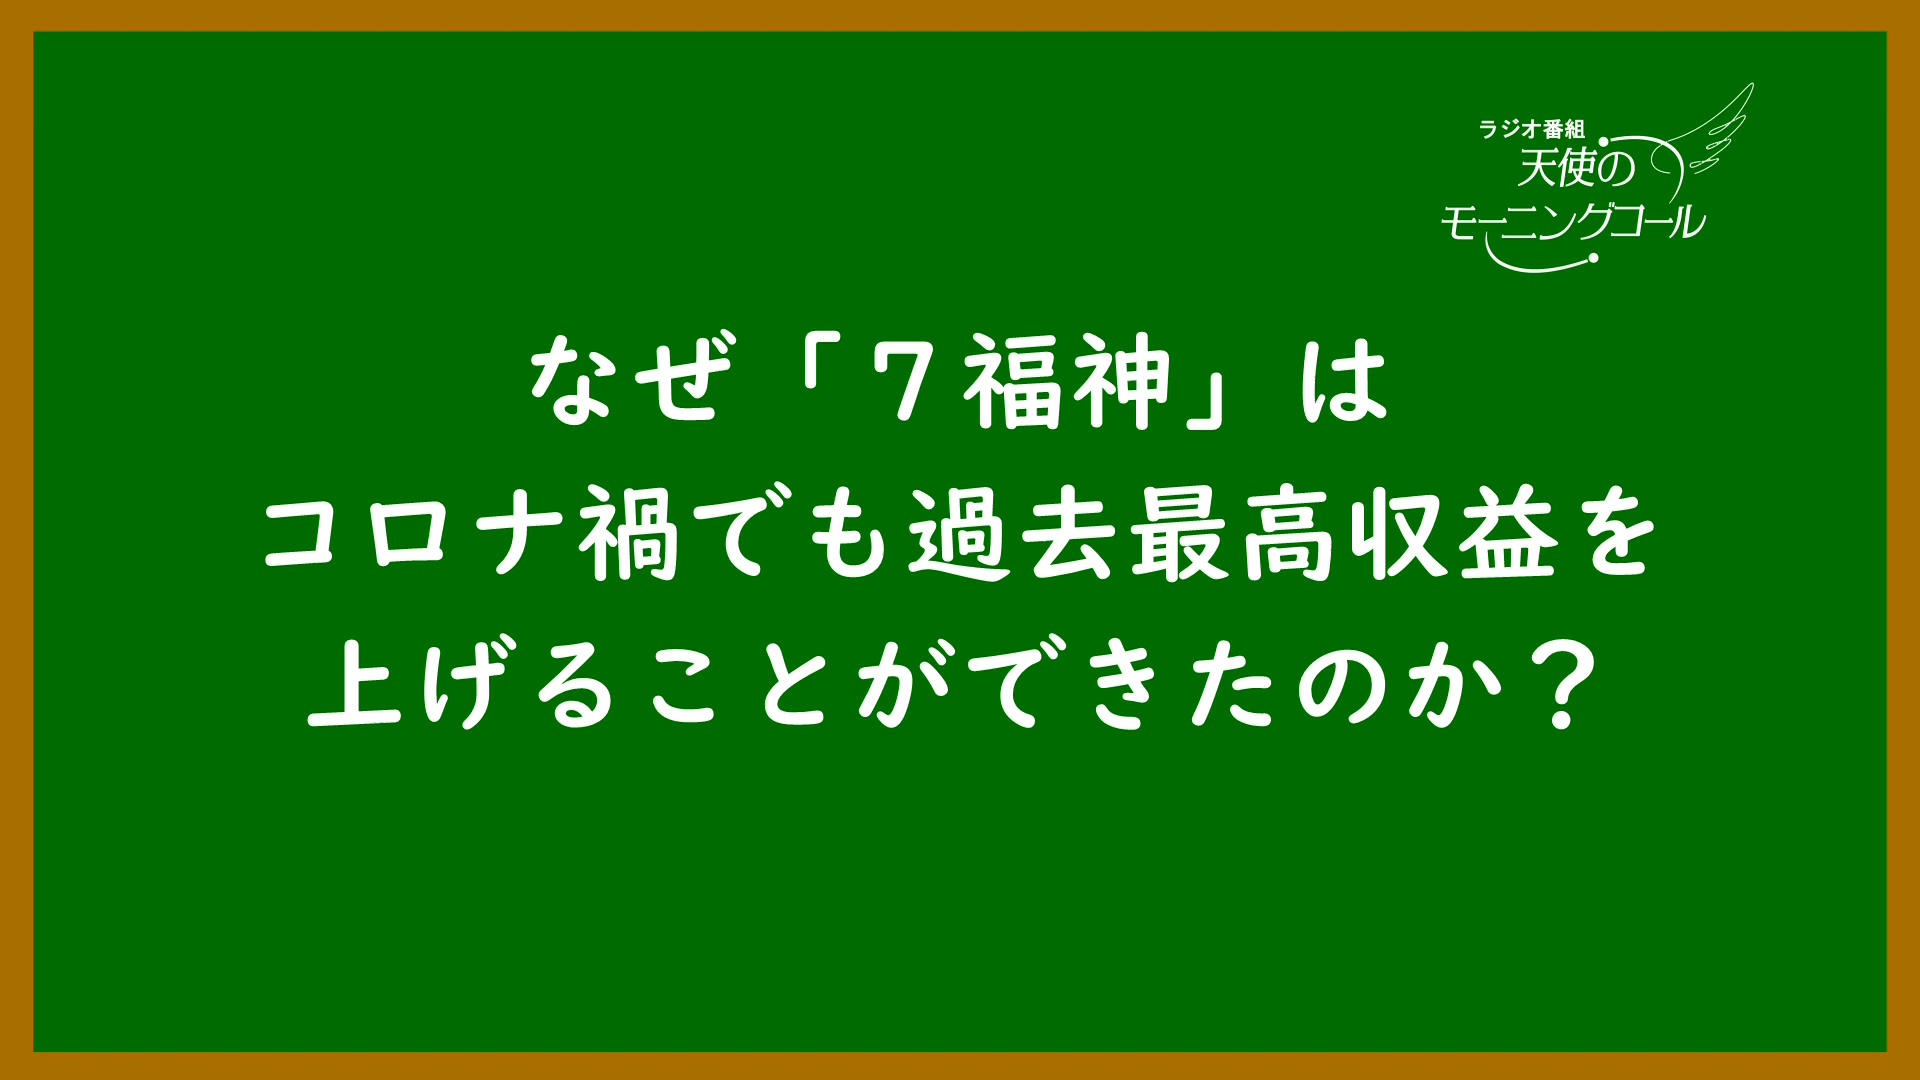 ラジオ番組
天使の
モーニングコール
なぜ「７福神」は
コロナ禍でも過去最高収益を
上げることができたのか？